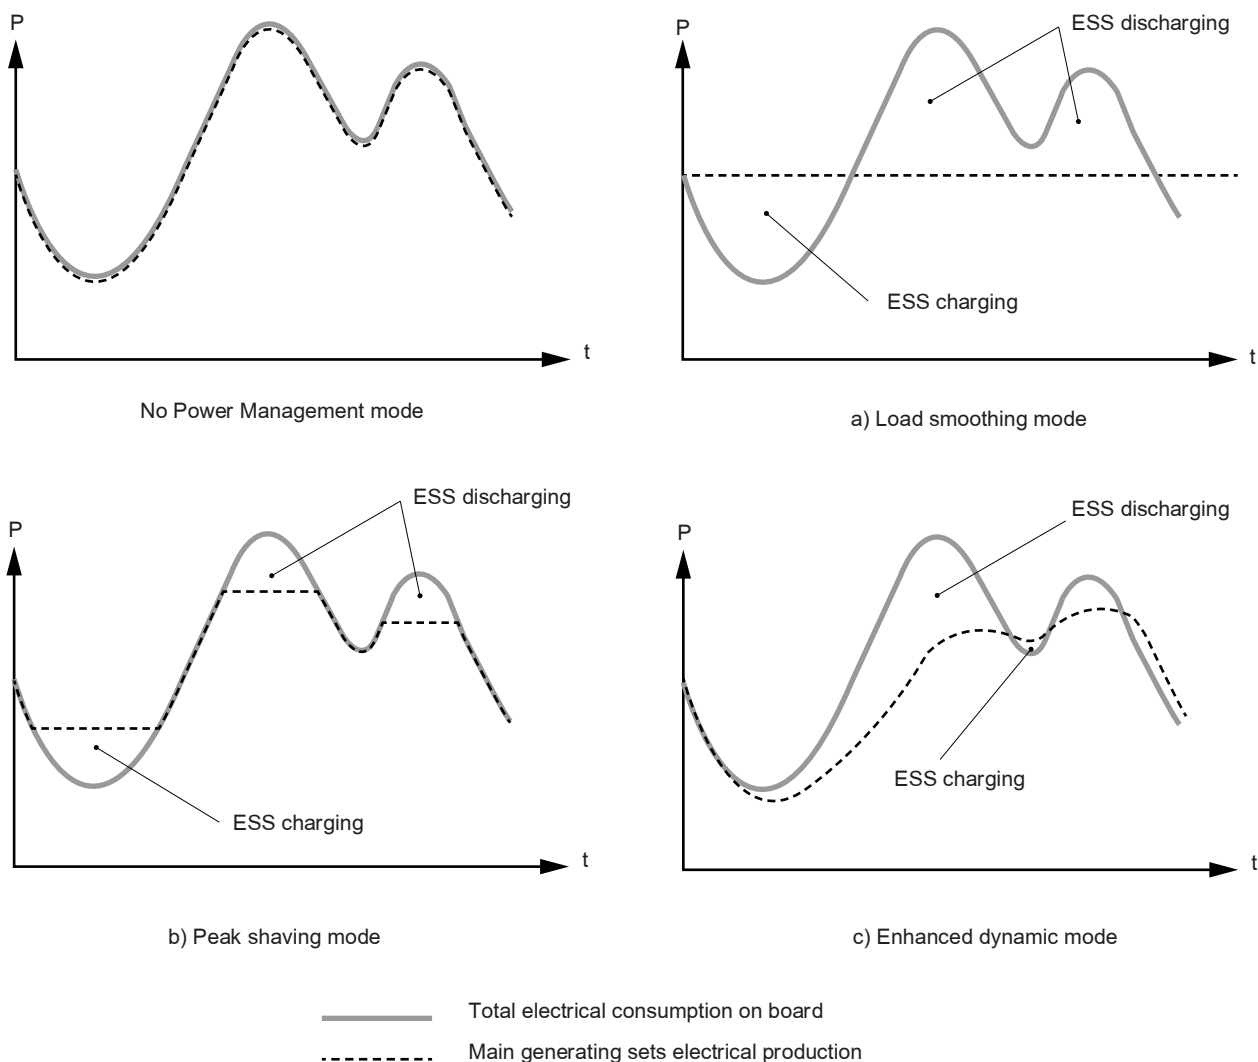 P
t
No Power Management mode
P
ESS discharging
ESS charging
t
a) Load smoothing mode
P
ESS discharging
ESS charging
t
b) Peak shaving mode
P
ESS discharging
ESS charging
t
c) Enhanced dynamic mode
Total electrical consumption on board
Main generating sets electrical production